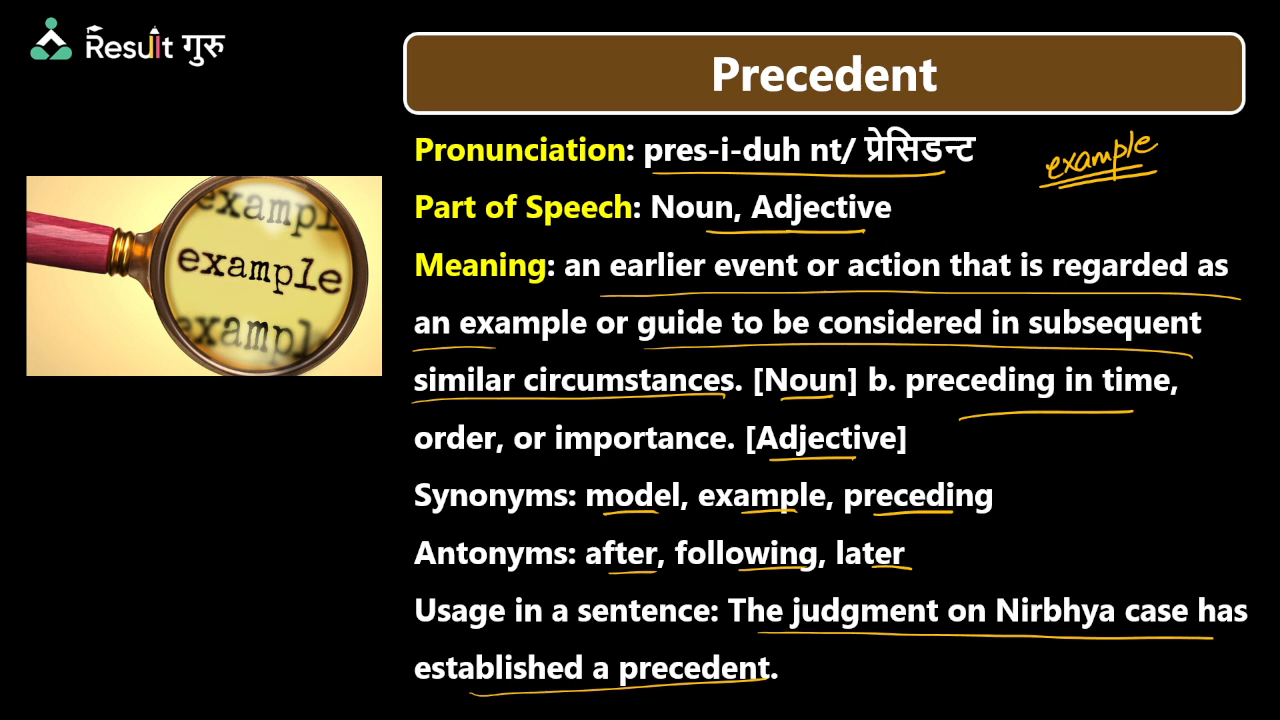 Result गुरु
Precedent
Pronunciation: pres-i-duh nt/ प्रेसिडन्ट
example
Part of Speech: Noun, Adjective
Meaning: an earlier event or action that is regarded as
an example or guide to be considered in subsequent
similar circumstances. [Noun] b. preceding in time,
order, or importance. [Adjective]
Synonyms: model, example, preceding
Antonyms: after, following, later
Usage in a sentence: The judgment on Nirbhya case has
established a precedent.
exampl
example
exampl